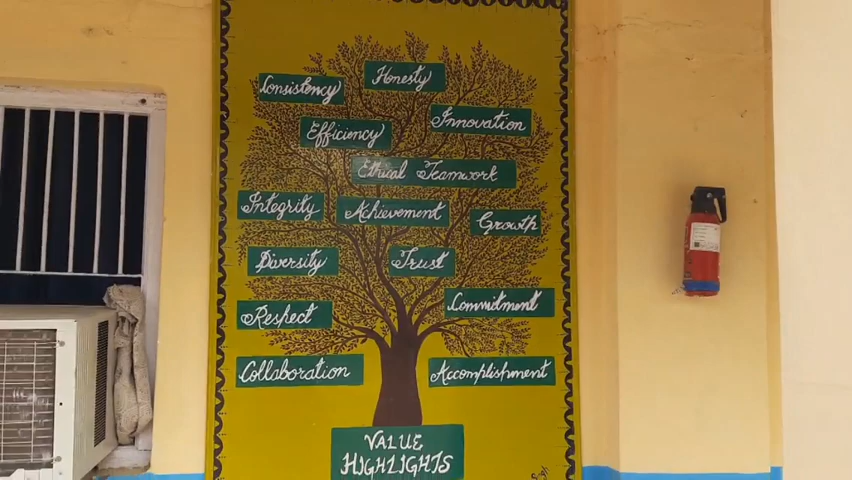 Honesty
Consistency
Innovation
Efficiency
Ethical Teamwork
Integrity
Achievement
Growth
Diversity
Trust
Respect
Commitment
Collaboration
Accomplishment
VALUE
HIGHLIGHTS